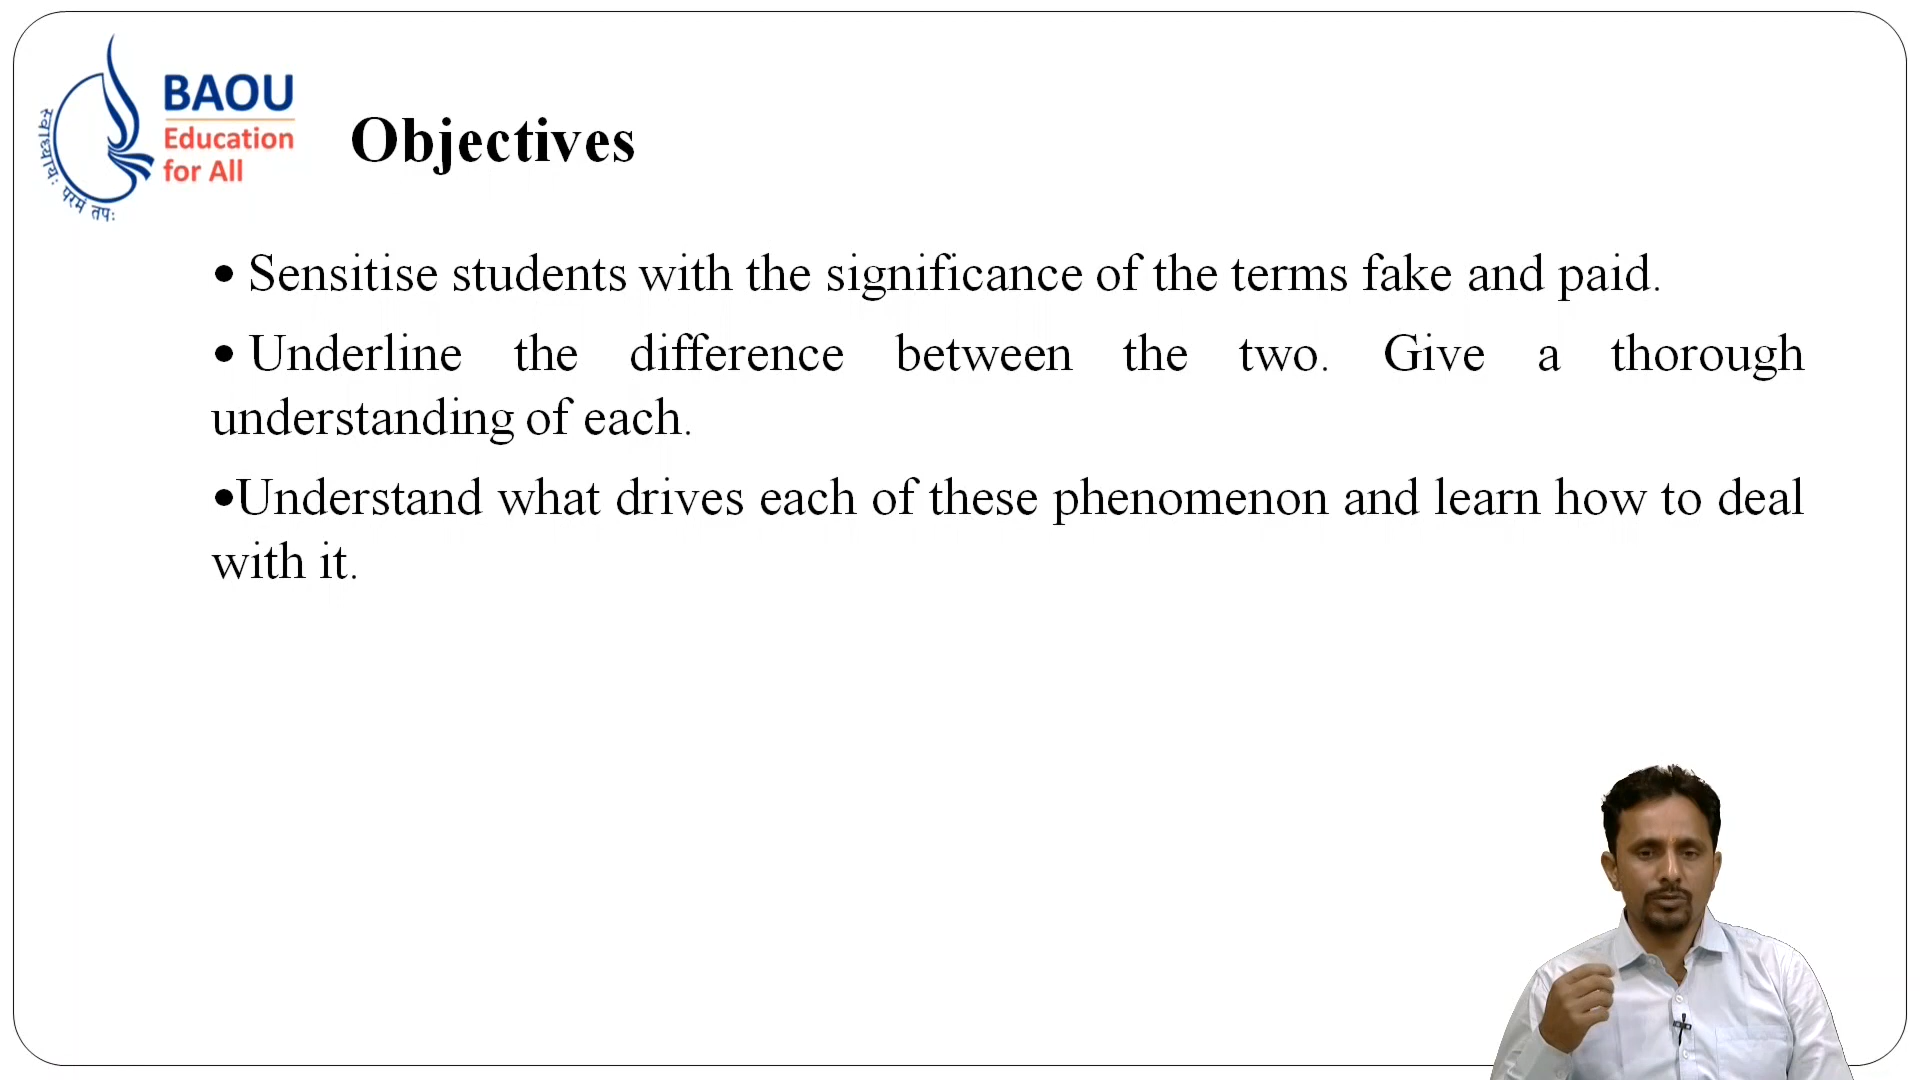 BAOU
Education
for All
स्वाध्यायः परमं तपः
Objectives
• Sensitise students with the significance of the terms fake and paid.
• Underline the difference between the two. Give a thorough
understanding of each.
•Understand what drives each of these phenomenon and learn how to deal
with it.